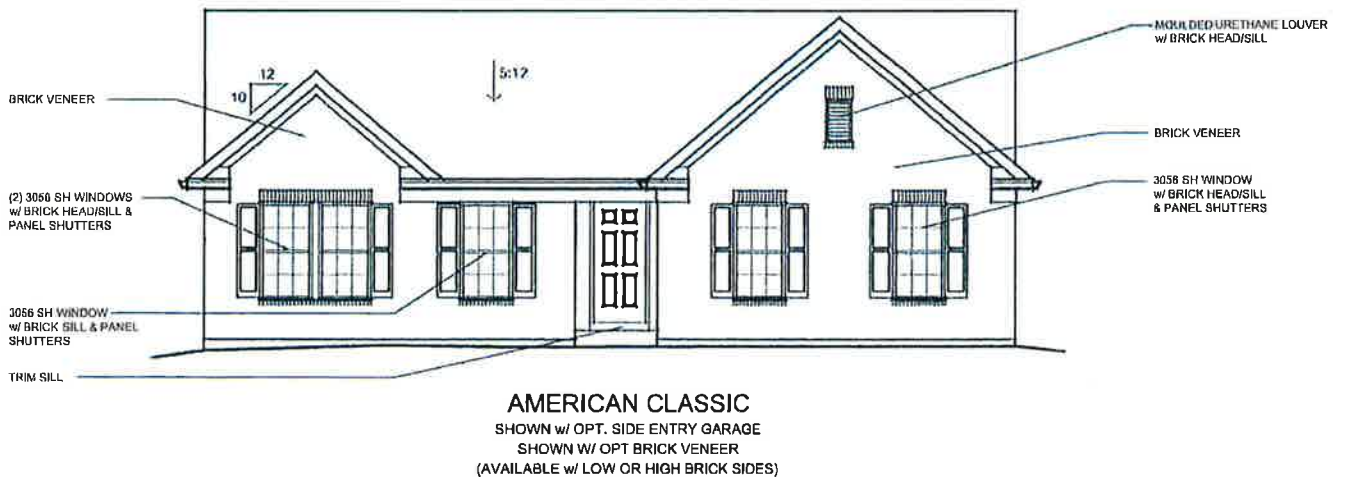 MOULDED URETHANE LOUVER
w/ BRICK HEAD/SILL
12
10
5:12
BRICK VENEER
BRICK VENEER
(2) 3050 SH WINDOWS
w/ BRICK HEAD/SILL &
PANEL SHUTTERS
3056 SH WINDOW
w/ BRICK HEAD/SILL
& PANEL SHUTTERS
3056 SH WINDOW
w/ BRICK SILL & PANEL
SHUTTERS
TRIM SILL
AMERICAN CLASSIC
SHOWN w/ OPT. SIDE ENTRY GARAGE
SHOWN W/ OPT BRICK VENEER
(AVAILABLE w/ LOW OR HIGH BRICK SIDES)